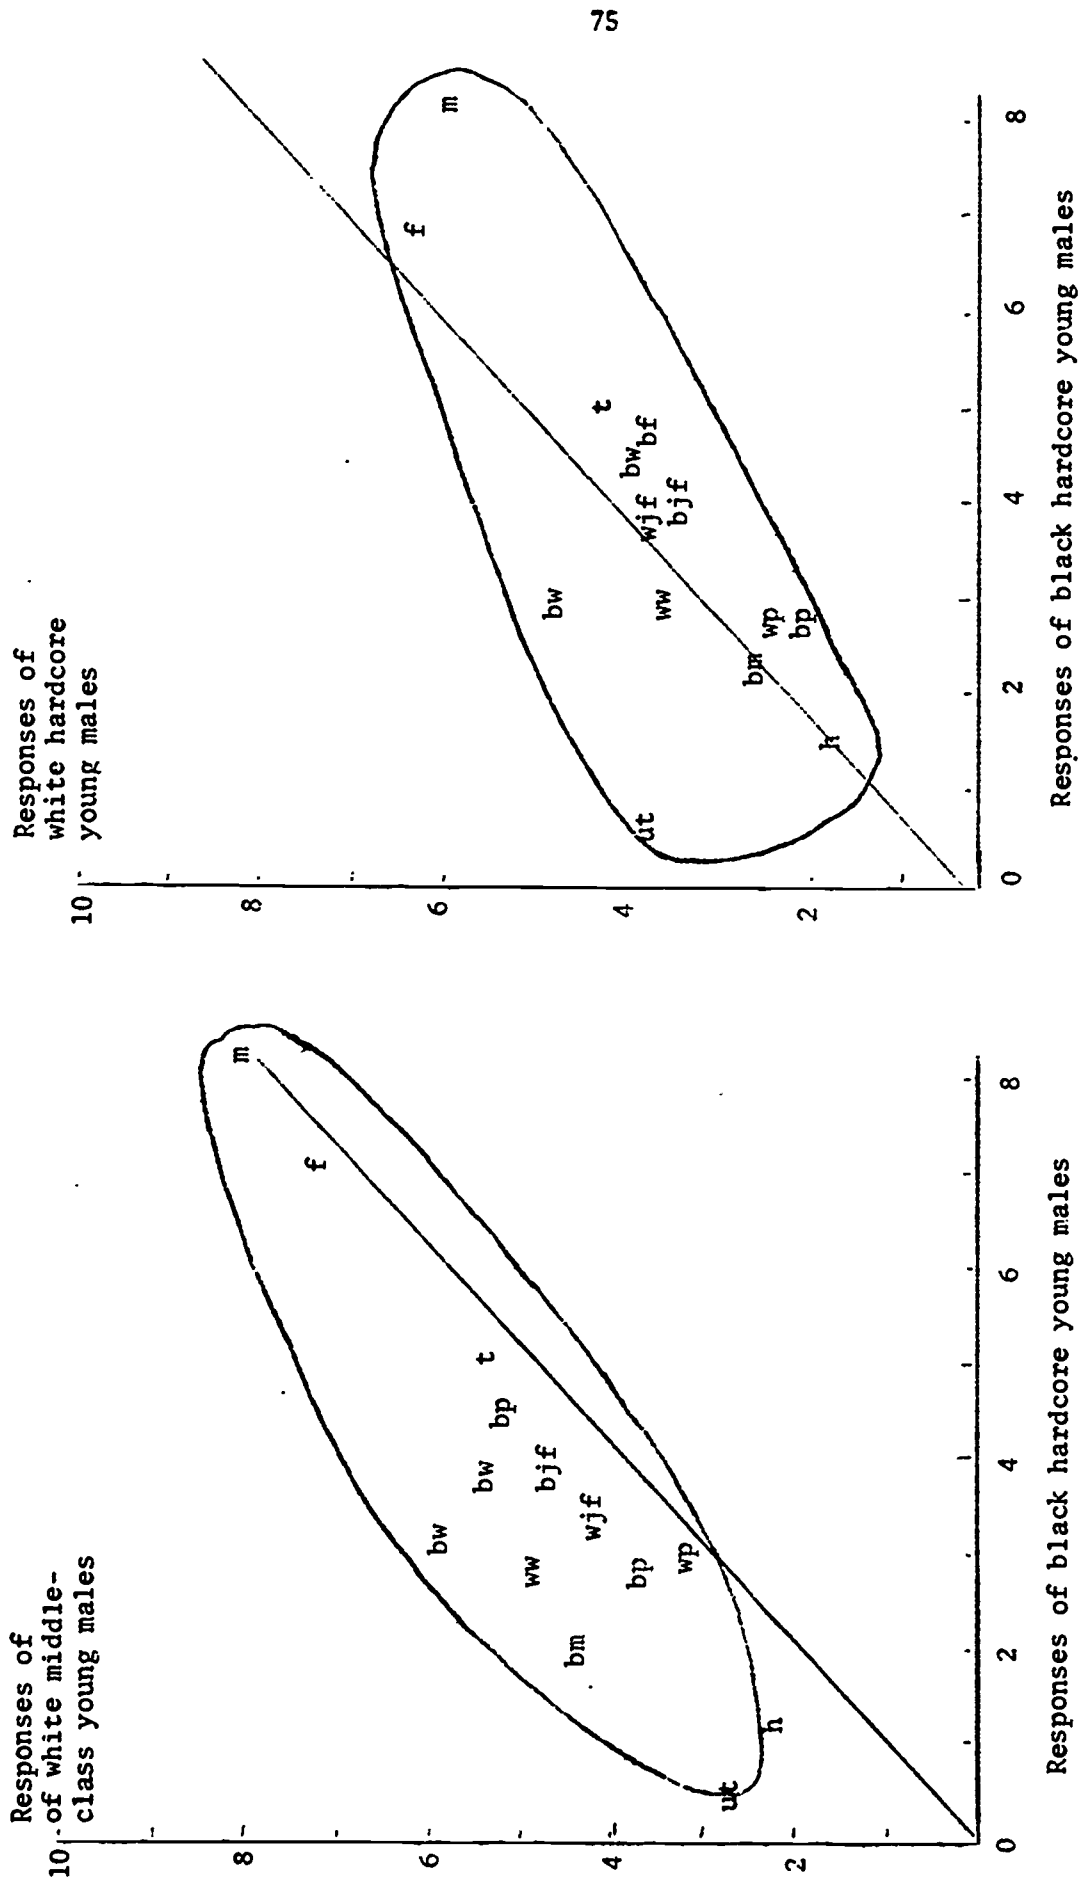 75
Responses of
of white middle-
class young males
10
8
6
4
2
m
f
t
bp
bw
bjf
bw
wjf
ww
bp
wp
bm
h
ut
0
2
4
6
8
Responses of black hardcore young males
Responses of
white hardcore
young males
10
8
6
4
2
m
f
t
bf
bw
bjf
wjf
bw
ww
wp
bp
bm
h
ut
0
2
4
6
8
Responses of black hardcore young males